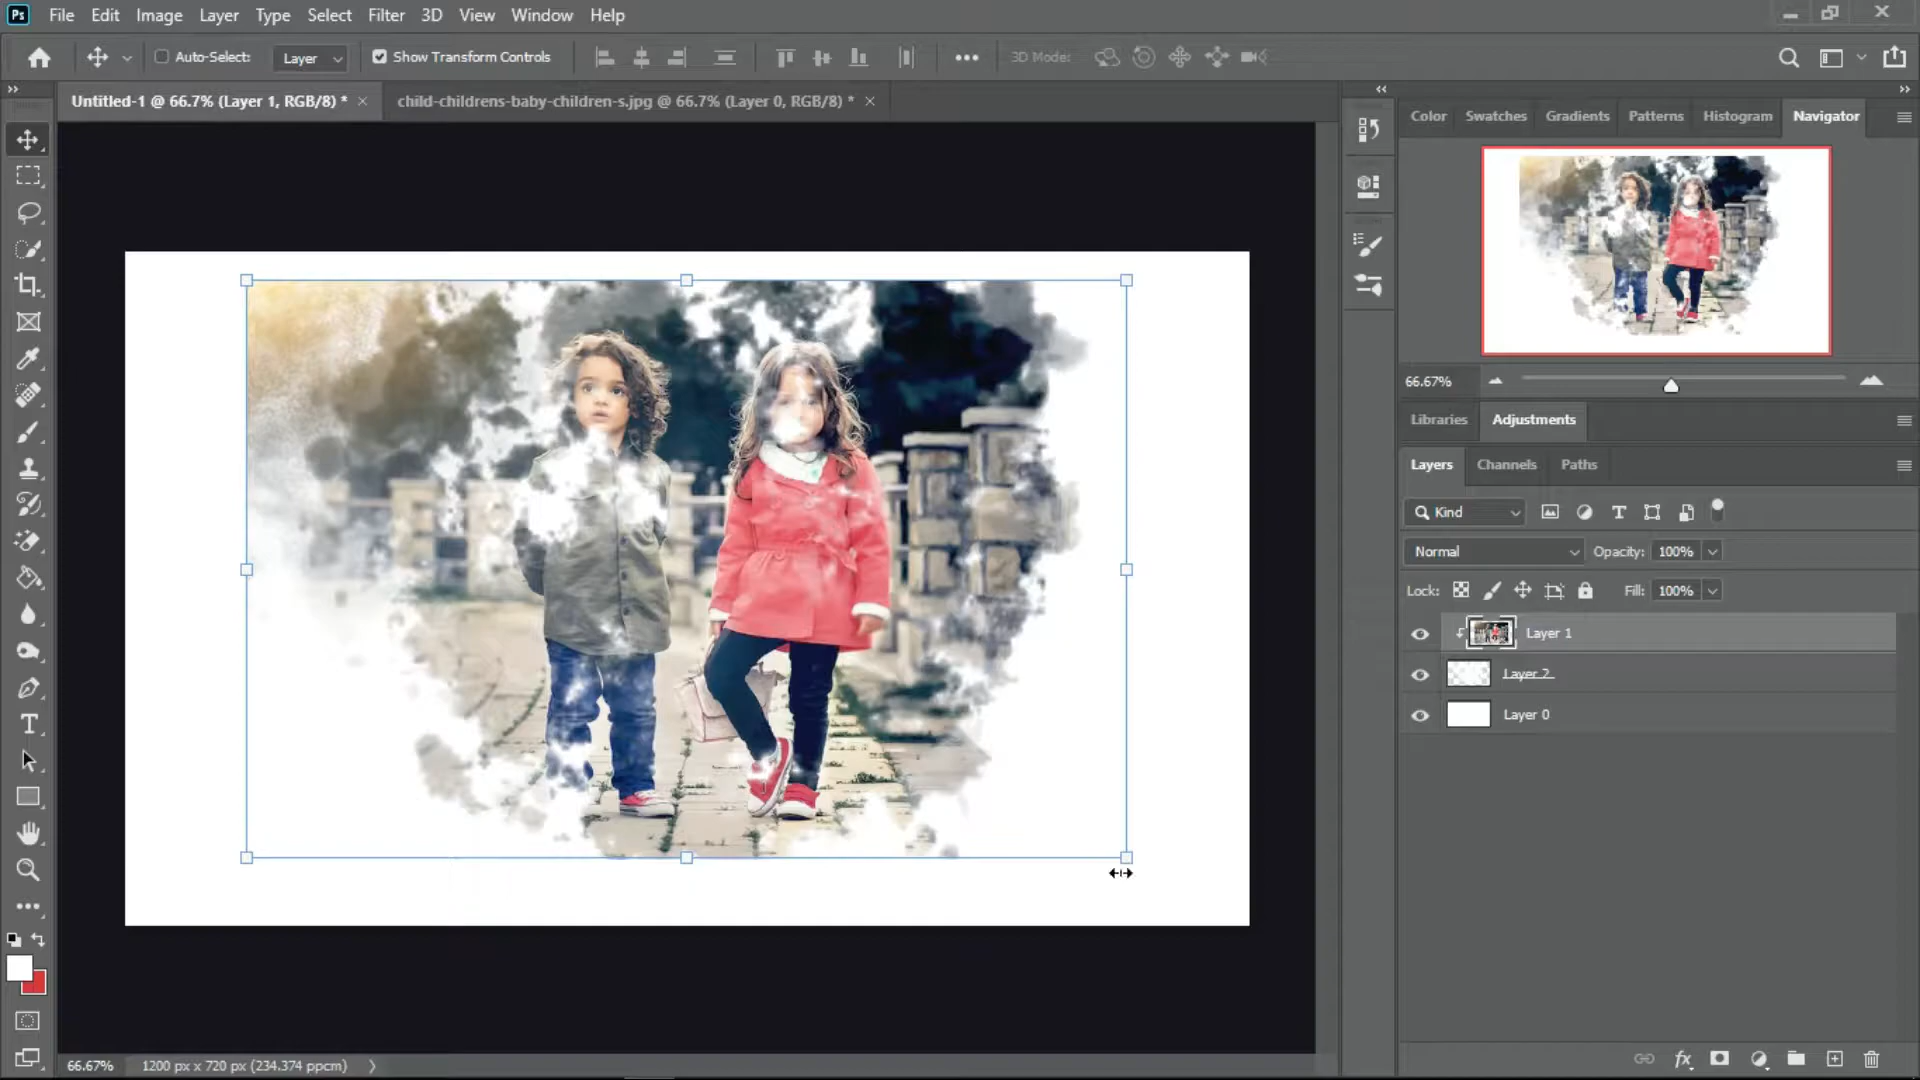 Ps File Edit Image Layer Type Select Filter 3D View Window Help
Auto-Select: Layer Show Transform Controls 3D Mode:
Untitled-1 @ 66.7% (Layer 1, RGB/8) * child-childrens-baby-children-s.jpg @ 66.7% (Layer 0, RGB/8) *
Color Swatches Gradients Patterns Histogram Navigator
66.67%
Libraries Adjustments
Layers Channels Paths
Kind
Normal Opacity: 100%
Lock: Fill: 100%
Layer 1
Layer 2
Layer 0
66.67% 1200 px x 720 px (234.374 ppcm)